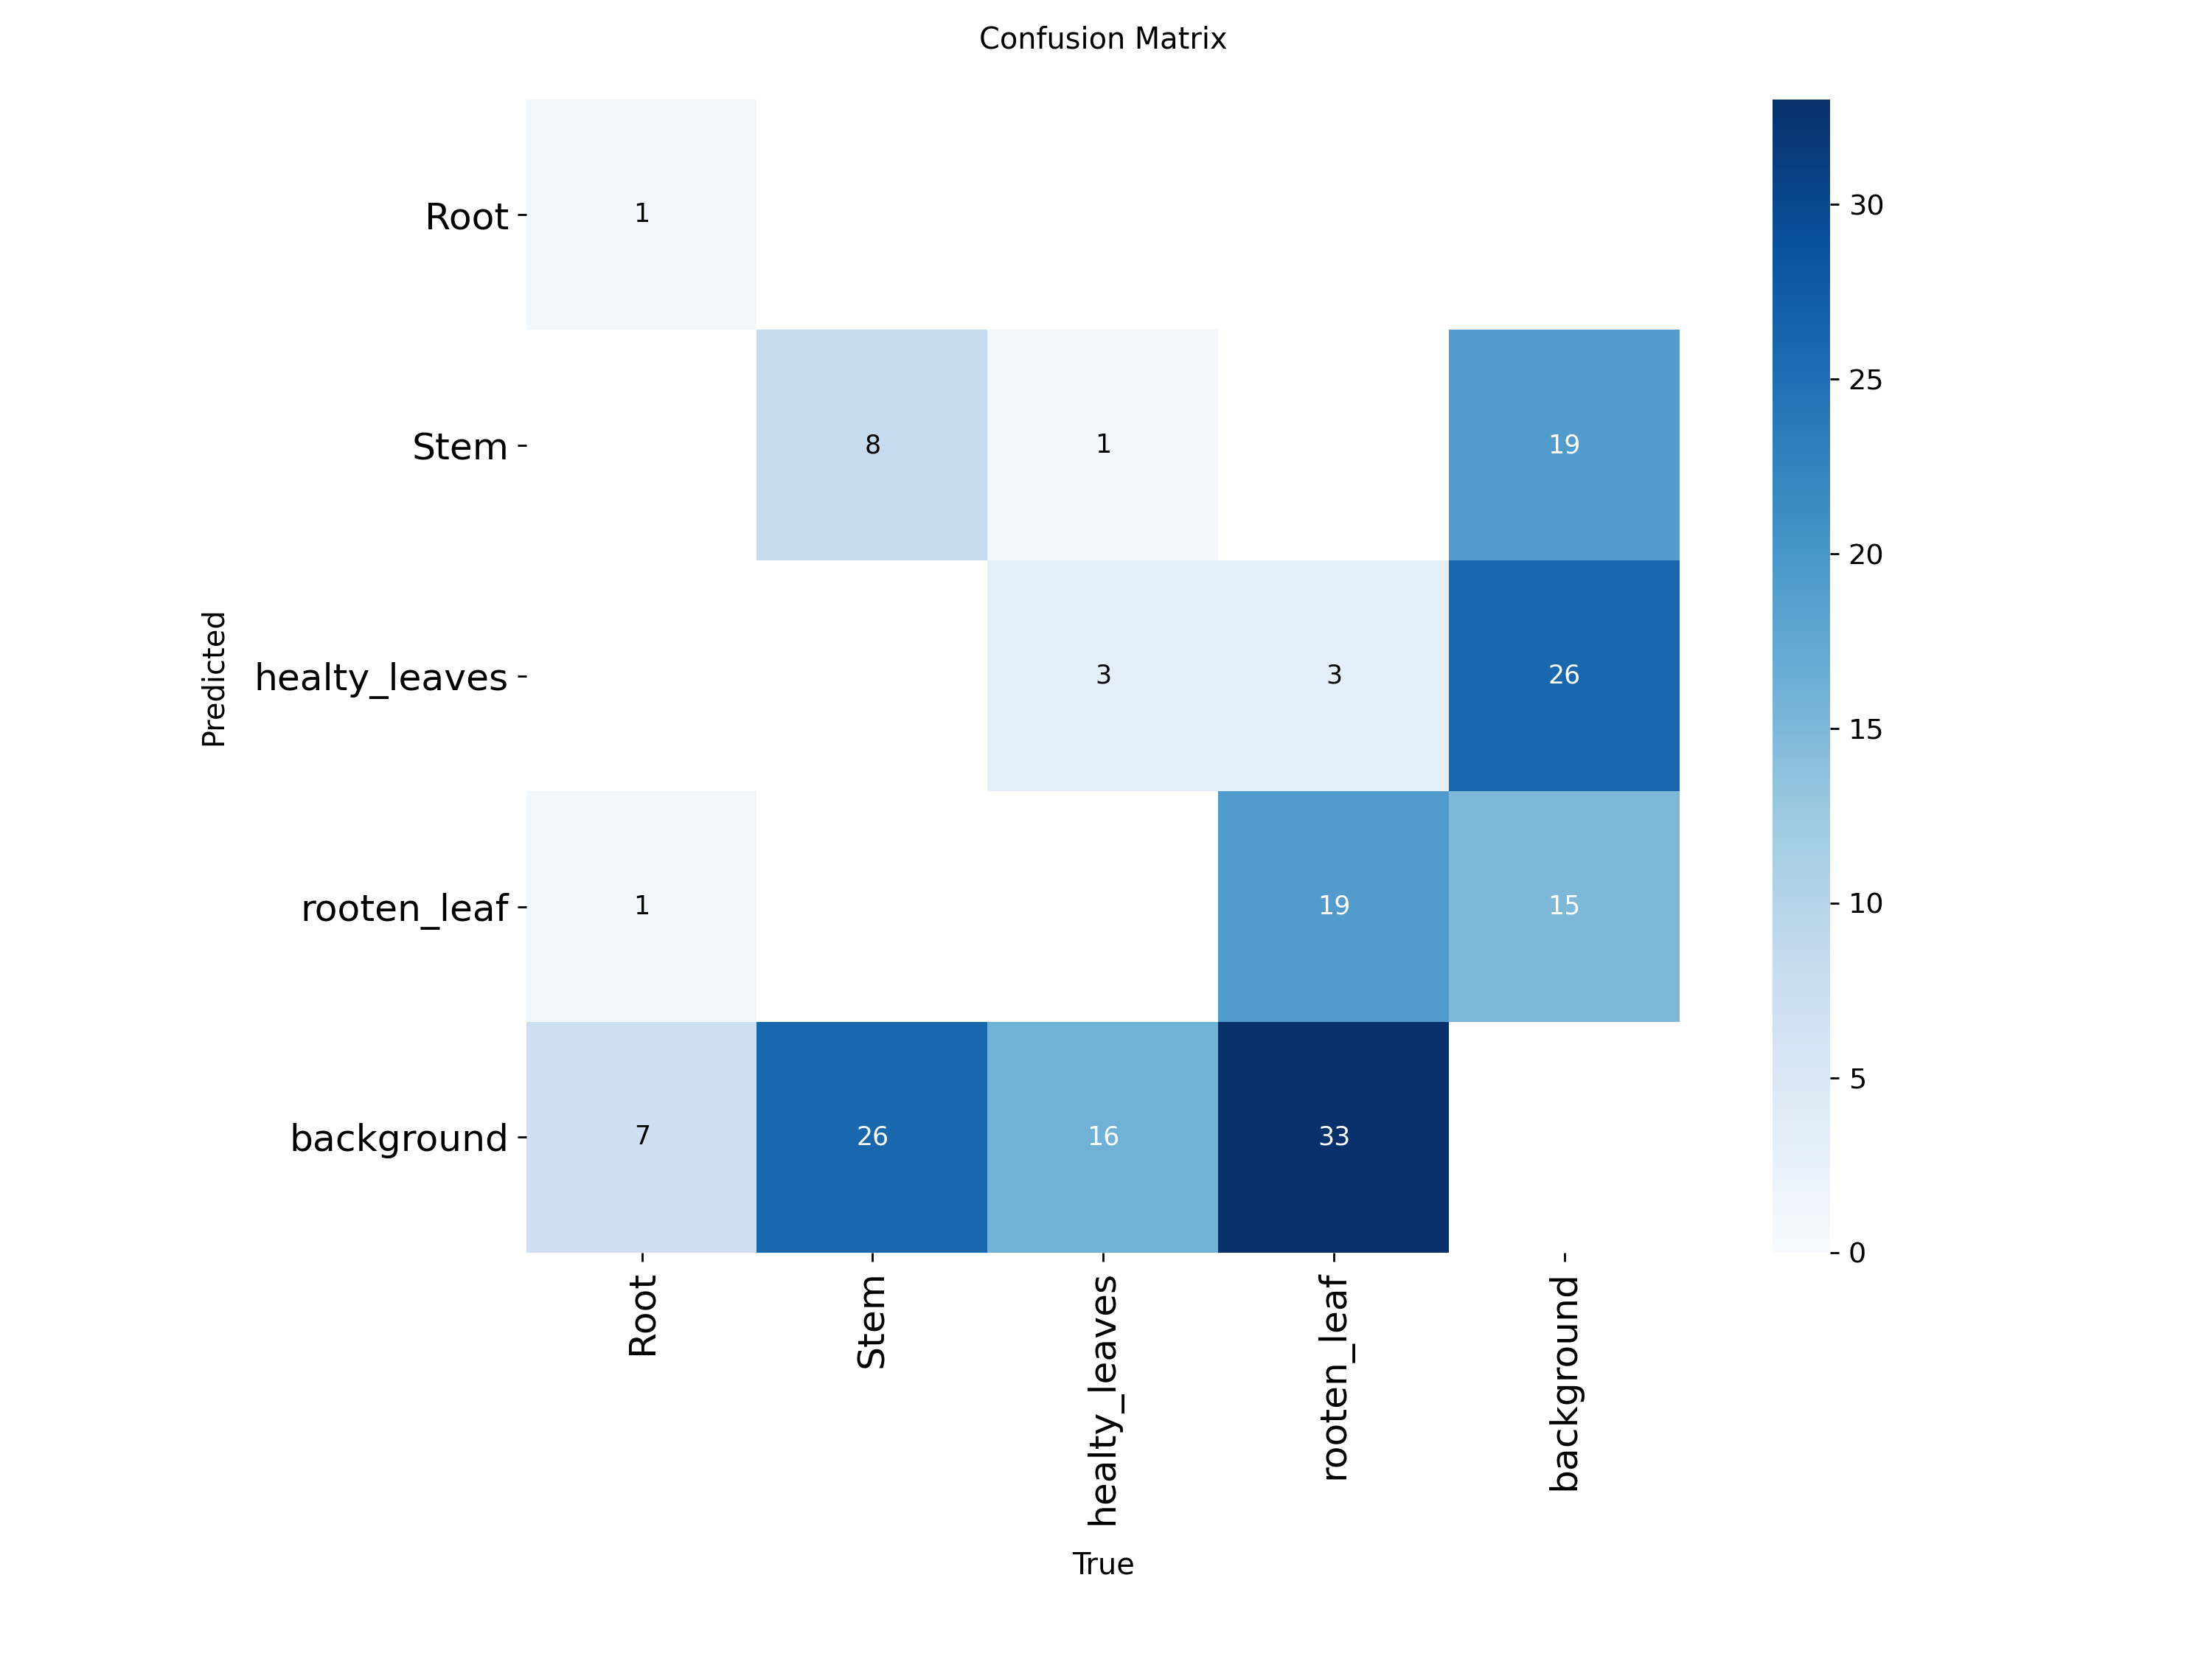 Confusion Matrix
Predicted
Root
1
Stem
8 1 19
healty_leaves
3 3 26
rooten_leaf
1 19 15
background
7 26 16 33
Root
Stem
healty_leaves
rooten_leaf
background
True
30
25
20
15
10
5
0